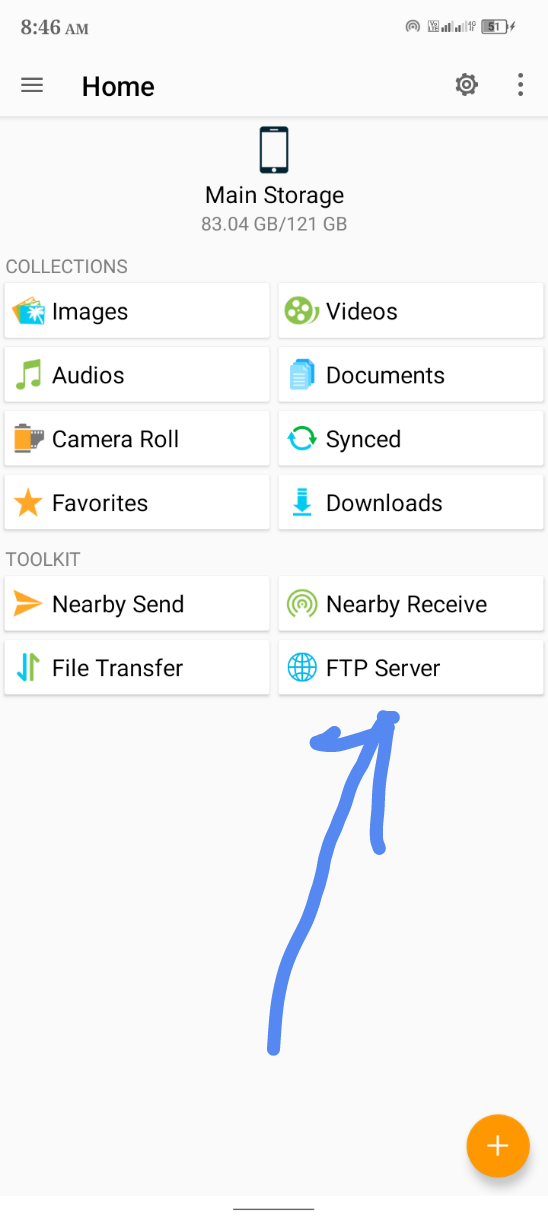 8:46 AM 51
Home
Main Storage
83.04 GB/121 GB
COLLECTIONS
Images Videos
Audios Documents
Camera Roll Synced
Favorites Downloads
TOOLKIT
Nearby Send Nearby Receive
File Transfer FTP Server